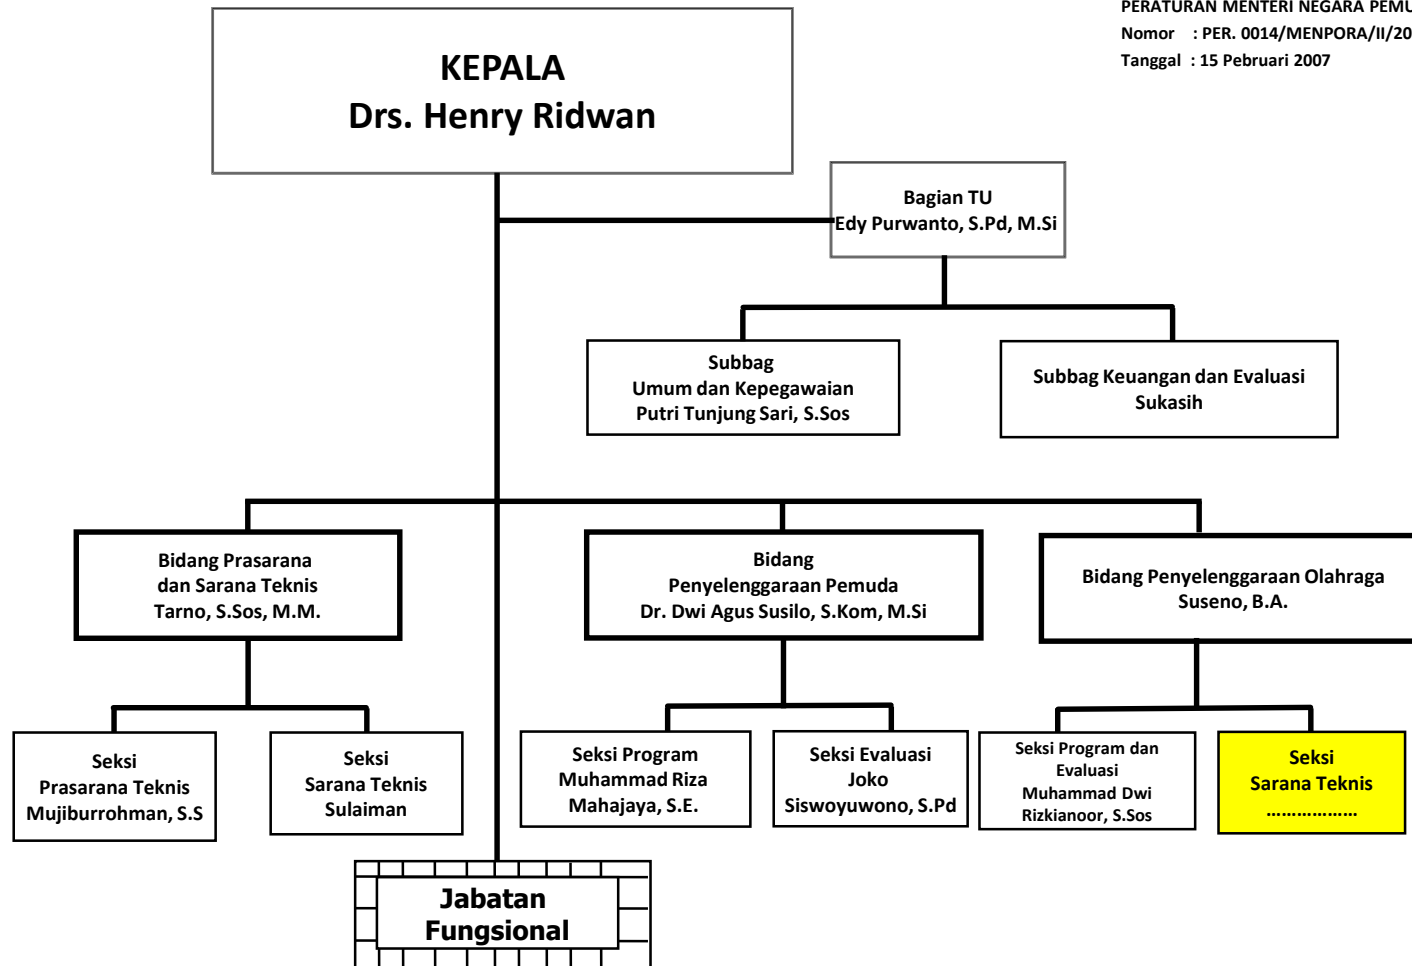 PERATURAN MENTERI NEGARA
Nomor : PER. 0014/MENPORA/II/20
Tanggal : 15 Pebruari 2007
KEPALA
Drs. Henry Ridwan
Bagian TU
Edy Purwanto, S.Pd, M.Si
Subbag
Umum dan Kepegawaian
Putri Tunjung Sari, S.Sos
Subbag Keuangan dan Evaluasi
Sukasih
Bidang Prasarana
dan Sarana Teknis
Tarno, S.Sos, M.M.
Bidang
Penyelenggaraan Pemuda
Dr. Dwi Agus Susilo, S.Kom, M.Si
Bidang Penyelenggaraan Olahraga
Suseno, B.A.
Seksi
Prasarana Teknis
Mujiburrohman, S.S
Seksi
Sarana Teknis
Sulaiman
Seksi Program
Muhammad Riza
Mahajaya, S.E.
Seksi Evaluasi
Joko
Siswoyuwono, S.Pd
Seksi Program dan
Evaluasi
Muhammad Dwi
Rizkianoor, S.Sos
Seksi
Sarana Teknis
..................
Jabatan
Fungsional